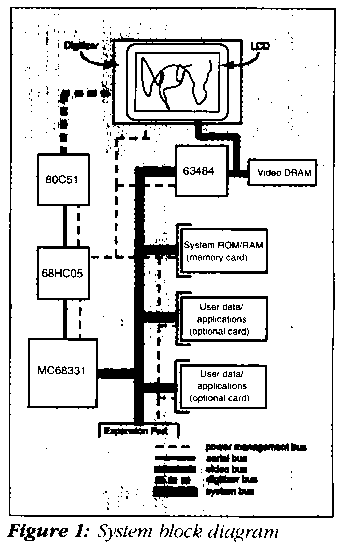 Digitizer
LCD
80C51
63484
Video DRAM
System ROM/RAM
(memory card)
68HC05
User data/
applications
(optional card)
MC68331
User data/
applications
(optional card)
Expansion Port
power management bus
serial bus
video bus
digitizer bus
system bus
Figure 1: System block diagram